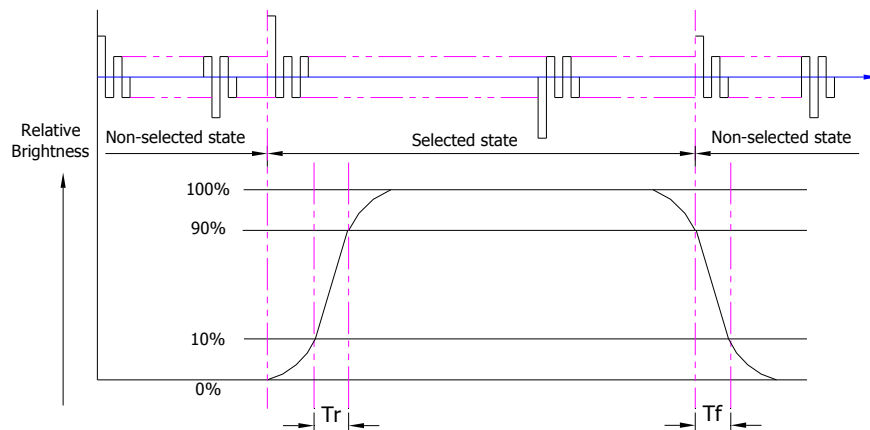 Relative
Brightness
Non-selected state
Selected state
Non-selected state
100%
90%
10%
0%
Tr
Tf